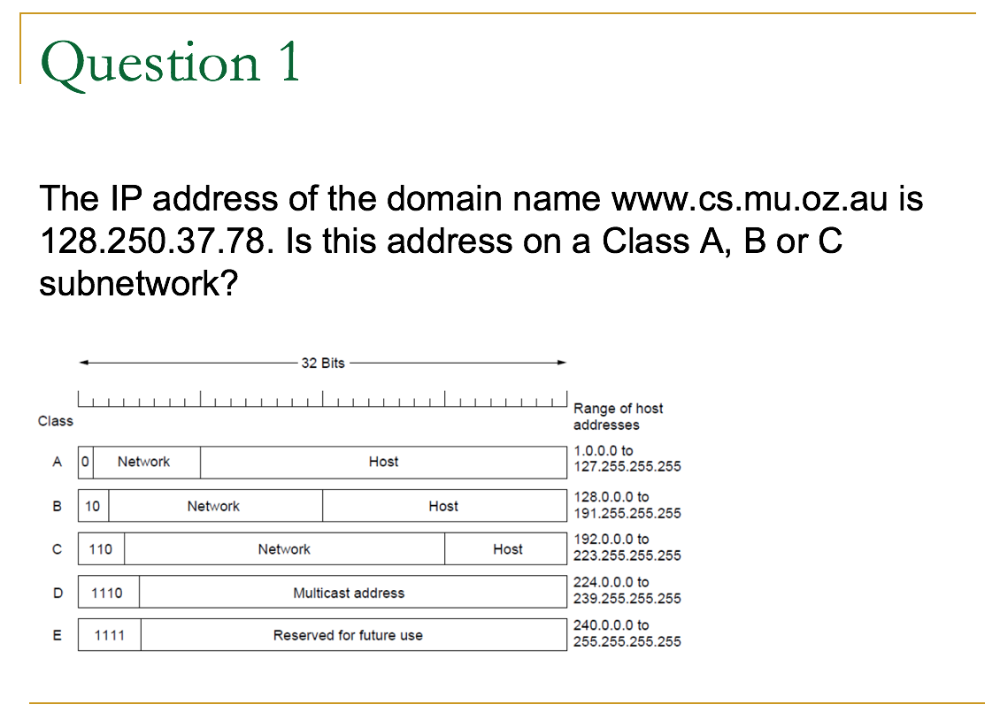 Question 1
The IP address of the domain name www.cs.mu.oz.au is
128.250.37.78. Is this address on a Class A, B or C
subnetwork?
32 Bits
Class
Range of host
addresses
A 0 Network Host 1.0.0.0 to
127.255.255.255
B 10 Network Host 128.0.0.0 to
191.255.255.255
C 110 Network Host 192.0.0.0 to
223.255.255.255
D 1110 Multicast address 224.0.0.0 to
239.255.255.255
E 1111 Reserved for future use 240.0.0.0 to
255.255.255.255